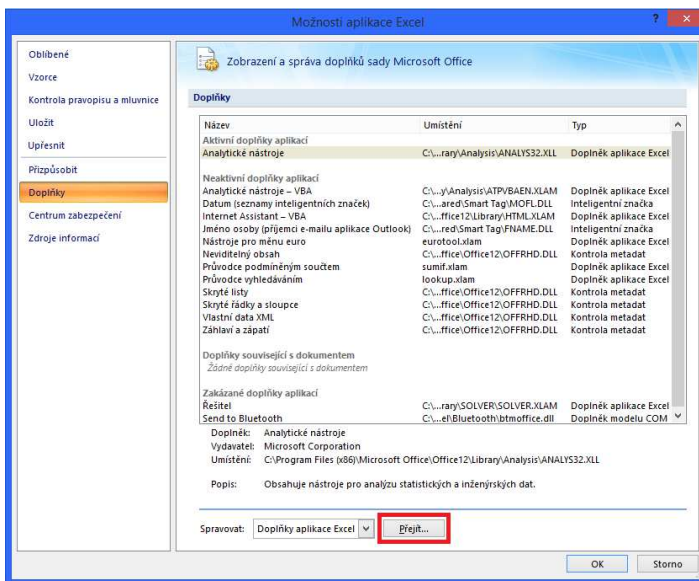 Možnosti aplikace Excel
?
Oblíbené
Vzorce
Kontrola pravopisu a mluvnice
Uložit
Upřesnit
Přizpůsobit
Doplňky
Centrum zabezpečení
Zdroje informací
Zobrazení a správa doplňků sady Microsoft Office
Doplňky
Název Umístění Typ
Aktivní doplňky aplikací
Analytické nástroje C:\...rary\Analysis\ANALYS32.XLL Doplněk aplikace Excel
Neaktivní doplňky aplikací
Analytické nástroje – VBA C:\...y\Analysis\ATPVBAEN.XLAM Doplněk aplikace Excel
Datum (seznamy inteligentních značek) C:\...ared\Smart Tag\MOFL.DLL Inteligentní značka
Internet Assistant – VBA C:\...ffice12\Library\HTML.XLAM Doplněk aplikace Excel
Jméno osoby (příjemci e-mailu aplikace Outlook) C:\...red\Smart Tag\FNAME.DLL Inteligentní značka
Nástroje pro měnu euro eurotool.xlam Doplněk aplikace Excel
Neviditelný obsah C:\...ffice\Office12\OFFRHD.DLL Kontrola metadat
Průvodce podmíněným součtem sumif.xlam Doplněk aplikace Excel
Průvodce vyhledáváním lookup.xlam Doplněk aplikace Excel
Skryté listy C:\...ffice\Office12\OFFRHD.DLL Kontrola metadat
Skryté řádky a sloupce C:\...ffice\Office12\OFFRHD.DLL Kontrola metadat
Vlastní data XML C:\...ffice\Office12\OFFRHD.DLL Kontrola metadat
Záhlaví a zápatí C:\...ffice\Office12\OFFRHD.DLL Kontrola metadat
Doplňky související s dokumentem
Žádné doplňky související s dokumentem
Zakázané doplňky aplikací
Řešitel C:\...rary\SOLVER\SOLVER.XLAM Doplněk aplikace Excel
Send to Bluetooth C:\...el\Bluetooth\btmoffice.dll Doplněk modelu COM
Doplněk: Analytické nástroje
Vydavatel: Microsoft Corporation
Umístění: C:\Program Files (x86)\Microsoft Office\Office12\Library\Analysis\ANALYS32.XLL
Popis: Obsahuje nástroje pro analýzu statistických a inženýrských dat.
Spravovat: Doplňky aplikace Excel Přejít...
OK Storno